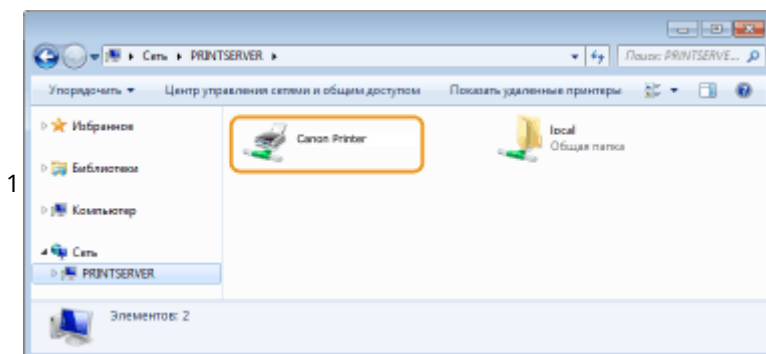 Сеть ▸ PRINTSERVER ▸
Поиск: PRINTSERVE...
Упорядочить
Центр управления сетями и общим доступом
Показать удаленные принтеры
Избранное
Canon Printer
local
Общая папка
Библиотеки
1
Компьютер
Сеть
PRINTSERVER
Элементов: 2